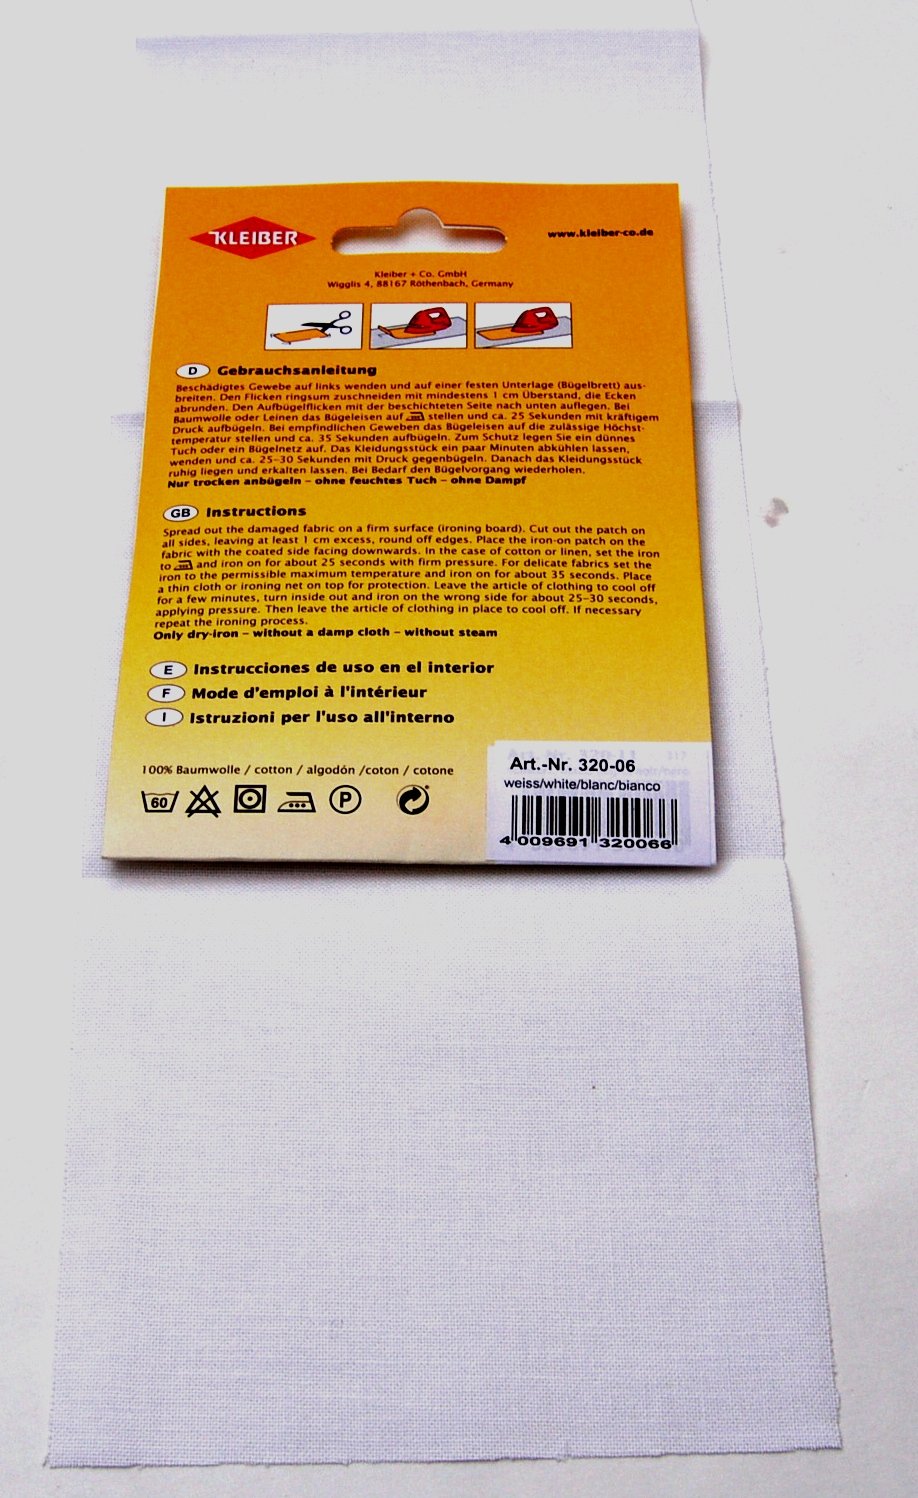 KLEIBER
www.kleiber-co.de
Kleiber + Co. GmbH
Wigglis 4, 88167 Röthenbach, Germany
D Gebrauchsanleitung
Beschädigtes Gewebe auf links wenden und auf einer festen Unterlage (Bügelbrett) aus-
breiten. Den Flicken ringsum zuschneiden mit mindestens 1 cm Überstand, die Ecken
abrunden. Den Aufbügelflicken mit der beschichteten Seite nach unten auflegen. Bei
Baumwolle oder Leinen das Bügeleisen auf stellen und ca. 25 Sekunden mit kräftigem
Druck aufbügeln. Bei empfindlichen Geweben das Bügeleisen auf die zulässige Höchst-
temperatur stellen und ca. 35 Sekunden aufbügeln. Zum Schutz legen Sie ein dünnes
Tuch oder ein Bügelnetz auf. Das Kleidungsstück ein paar Minuten abkühlen lassen,
wenden und ca. 25-30 Sekunden mit Druck gegenbügeln. Danach das Kleidungsstück
ruhig liegen und erkalten lassen. Bei Bedarf den Bügelvorgang wiederholen.
Nur trocken anbügeln – ohne feuchtes Tuch – ohne Dampf
GB Instructions
Spread out the damaged fabric on a firm surface (ironing board). Cut out the patch on
all sides, leaving at least 1 cm excess, round off edges. Place the iron-on patch on the
fabric with the coated side facing downwards. In the case of cotton or linen, set the iron
to and iron on for about 25 seconds with firm pressure. For delicate fabrics set the
iron to the permissible maximum temperature and iron on for about 35 seconds. Place
a thin cloth or ironing net on top for protection. Leave the article of clothing to cool off
for a few minutes, turn inside out and iron on the wrong side for about 25-30 seconds,
applying pressure. Then leave the article of clothing in place to cool off. If necessary
repeat the ironing process.
Only dry-iron – without a damp cloth – without steam
E Instrucciones de uso en el interior
F Mode d'emploi à l'intérieur
I Istruzioni per l'uso all'interno
100% Baumwolle / cotton / algodón /coton / cotone
60 P
Art.-Nr. 320-06
weiss/white/blanc/bianco
4 009691 320066